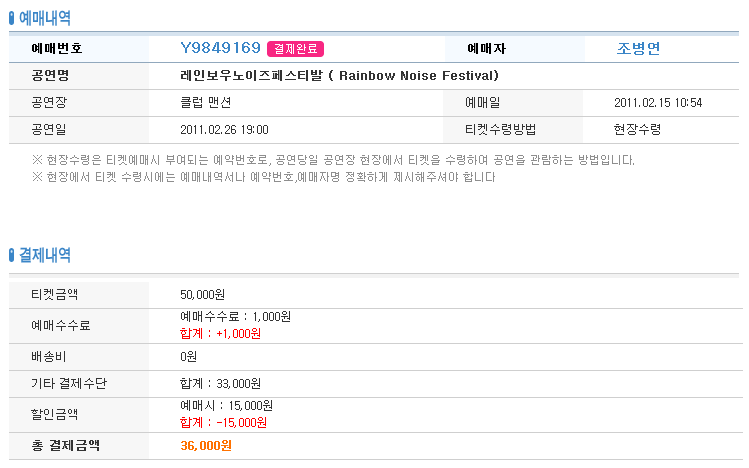 예매내역
예매번호 Y9849169 결제완료 예매자 조병연
공연명 레인보우노이즈페스티발 ( Rainbow Noise Festival)
공연장 클럽 맨션 예매일 2011.02.15 10:54
공연일 2011.02.26 19:00 티켓수령방법 현장수령
※ 현장수령은 티켓예매시 부여되는 예약번호로, 공연당일 공연장 현장에서 티켓을 수령하여 공연을 관람하는 방법입니다.
※ 현장에서 티켓 수령시에는 예매내역서나 예약번호,예매자명 정확하게 제시해주셔야 합니다
결제내역
티켓금액 50,000원
예매수수료 예매수수료 : 1,000원
합계 : +1,000원
배송비 0원
기타 결제수단 합계 : 33,000원
할인금액 예매시 : 15,000원
합계 : -15,000원
총 결제금액 36,000원